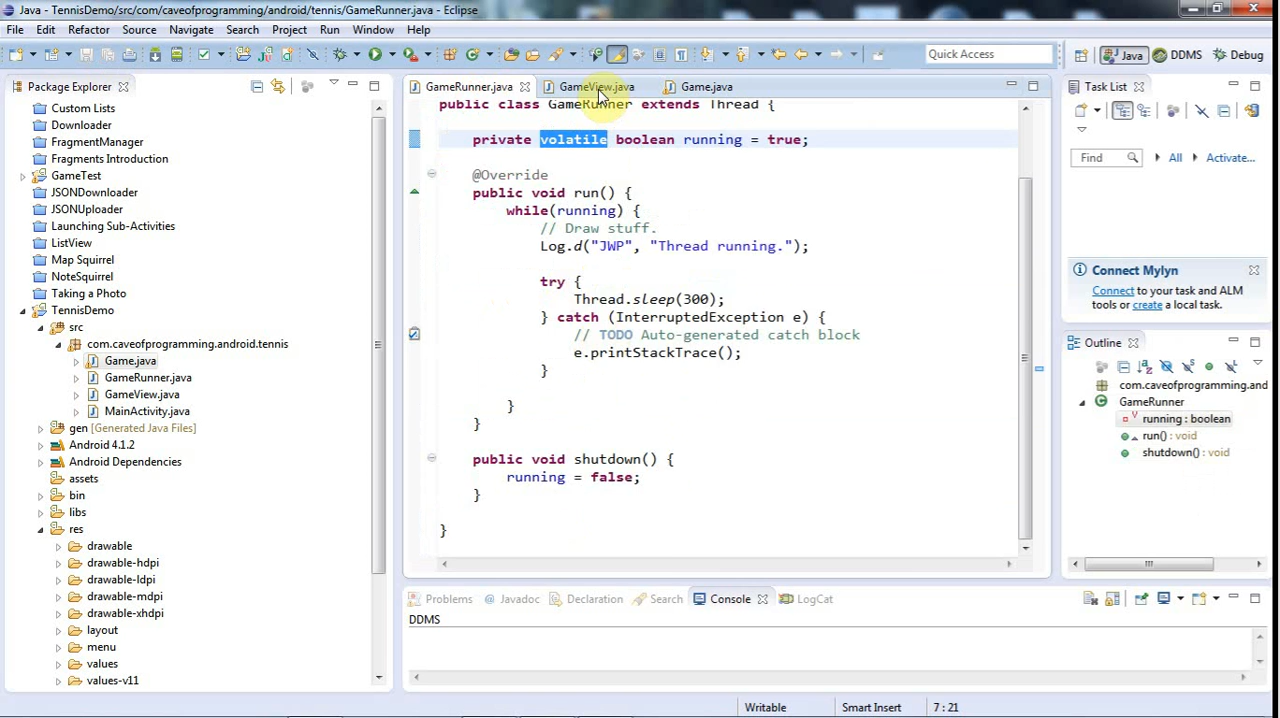 Java - TennisDemo/src/com/caveofprogramming/android/tennis/GameRunner.java - Eclipse
File Edit Refactor Source Navigate Search Project Run Window Help
Quick Access
Java
DDMS
Debug
Package Explorer
Custom Lists
Downloader
FragmentManager
Fragments Introduction
GameTest
JSONDownloader
JSONUploader
Launching Sub-Activities
ListView
Map Squirrel
NoteSquirrel
Taking a Photo
TennisDemo
src
com.caveofprogramming.android.tennis
Game.java
GameRunner.java
GameView.java
MainActivity.java
gen [Generated Java Files]
Android 4.1.2
Android Dependencies
assets
bin
libs
res
drawable
drawable-hdpi
drawable-ldpi
drawable-mdpi
drawable-xhdpi
layout
menu
values
values-v11
GameRunner.java
GameView.java
Game.java
public class GameRunner extends Thread {
private volatile boolean running = true;
@Override
public void run() {
while(running) {
// Draw stuff.
Log.d("JWP", "Thread running.");
try {
Thread.sleep(300);
} catch (InterruptedException e) {
// TODO Auto-generated catch block
e.printStackTrace();
}
}
}
public void shutdown() {
running = false;
}
}
Problems
@ Javadoc
Declaration
Search
Console
LogCat
DDMS
Task List
Find
All
Activate...
Connect Mylyn
Connect to your task and ALM
tools or create a local task.
Outline
com.caveofprogramming.and
GameRunner
running : boolean
run() : void
shutdown() : void
Writable
Smart Insert
7 : 21